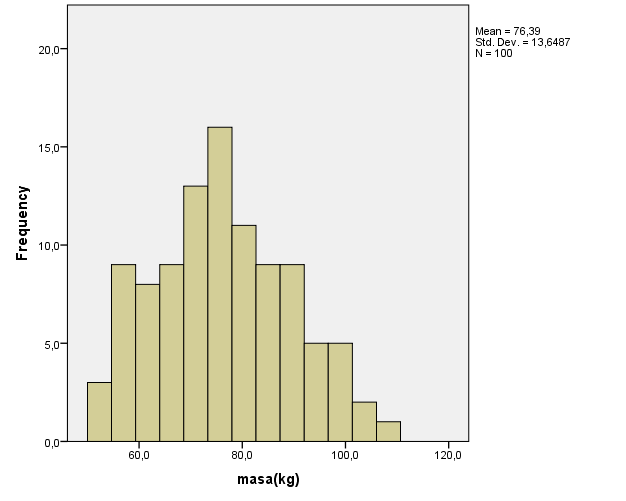 Mean = 76,39
Std. Dev. = 13,6487
N = 100
20,0
15,0
10,0
5,0
0,0
Frequency
60,0 80,0 100,0 120,0
masa(kg)